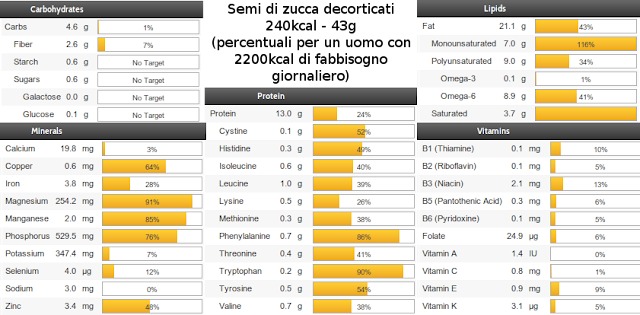 Carbohydrates
Carbs 4.6 g 1%
Fiber 2.6 g 7%
Starch 0.6 g No Target
Sugars 0.6 g No Target
Galactose 0.0 g No Target
Glucose 0.1 g No Target
Minerals
Calcium 19.8 mg 3%
Copper 0.6 mg 64%
Iron 3.8 mg 28%
Magnesium 254.2 mg 91%
Manganese 2.0 mg 85%
Phosphorus 529.5 mg 76%
Potassium 347.4 mg 7%
Selenium 4.0 µg 12%
Sodium 3.0 mg 0%
Zinc 3.4 mg 48%
Semi di zucca decorticati
240kcal - 43g
(percentuali per un uomo con
2200kcal di fabbisogno
giornaliero)
Protein
Protein 13.0 g 24%
Cystine 0.1 g 52%
Histidine 0.3 g 49%
Isoleucine 0.6 g 40%
Leucine 1.0 g 39%
Lysine 0.5 g 26%
Methionine 0.3 g 38%
Phenylalanine 0.7 g 86%
Threonine 0.4 g 41%
Tryptophan 0.2 g 90%
Tyrosine 0.5 g 54%
Valine 0.7 g 38%
Lipids
Fat 21.1 g 43%
Monounsaturated 7.0 g 116%
Polyunsaturated 9.0 g 34%
Omega-3 0.1 g 1%
Omega-6 8.9 g 41%
Saturated 3.7 g
Vitamins
B1 (Thiamine) 0.1 mg 10%
B2 (Riboflavin) 0.1 mg 5%
B3 (Niacin) 2.1 mg 13%
B5 (Pantothenic Acid) 0.3 mg 6%
B6 (Pyridoxine) 0.1 mg 5%
Folate 24.9 µg 6%
Vitamin A 1.4 IU 0%
Vitamin C 0.8 mg 1%
Vitamin E 0.9 mg 9%
Vitamin K 3.1 µg 5%